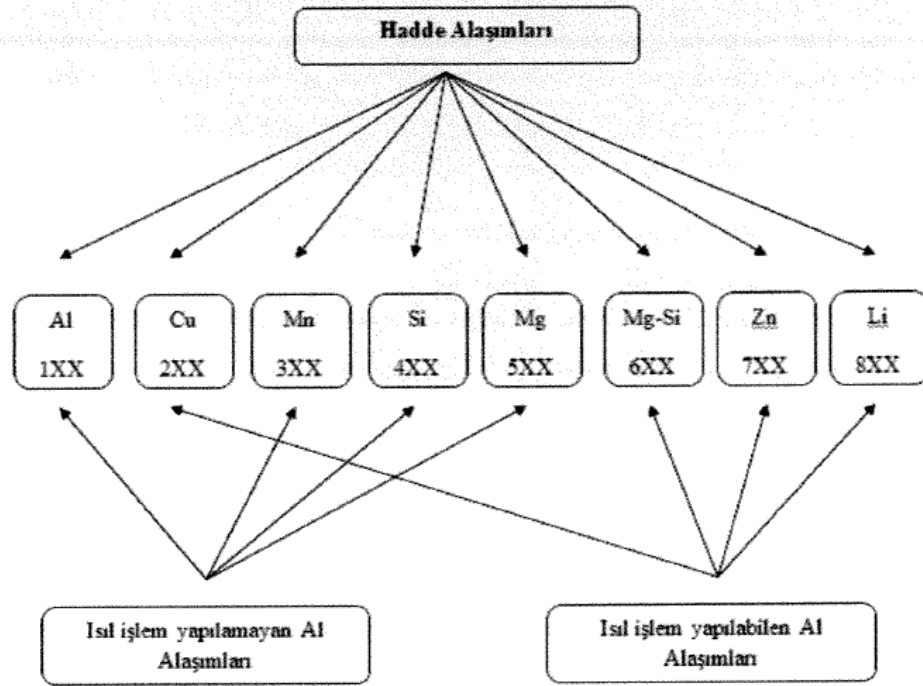 Hadde Alaşımları
Al Cu Mn Si Mg Mg-Si Zn Li
1XX 2XX 3XX 4XX 5XX 6XX 7XX 8XX
Isıl işlem yapılamayan Al
Alaşımları
Isıl işlem yapılabilen Al
Alaşımları